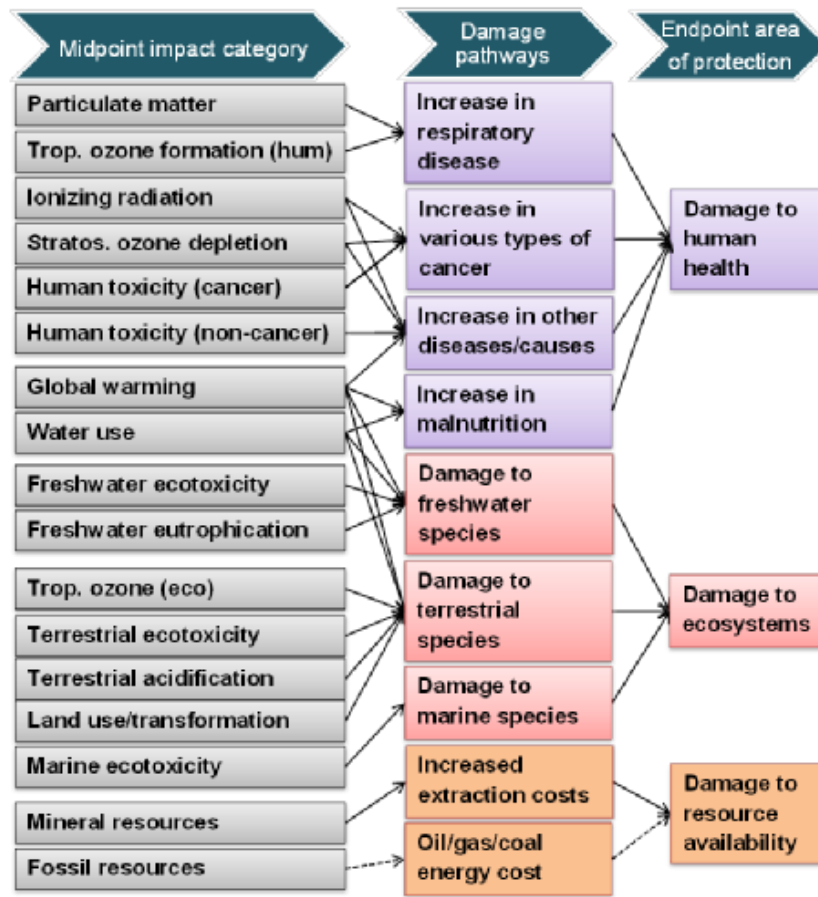 Midpoint impact category
Damage
pathways
Endpoint area
of protection
Particulate matter
Trop. ozone formation (hum)
Ionizing radiation
Stratos. ozone depletion
Human toxicity (cancer)
Human toxicity (non-cancer)
Global warming
Water use
Freshwater ecotoxicity
Freshwater eutrophication
Trop. ozone (eco)
Terrestrial ecotoxicity
Terrestrial acidification
Land use/transformation
Marine ecotoxicity
Mineral resources
Fossil resources
Increase in
respiratory
disease
Increase in
various types of
cancer
Increase in other
diseases/causes
Increase in
malnutrition
Damage to
freshwater
species
Damage to
terrestrial
species
Damage to
marine species
Increased
extraction costs
Oil/gas/coal
energy cost
Damage to
human
health
Damage to
ecosystems
Damage to
resource
availability